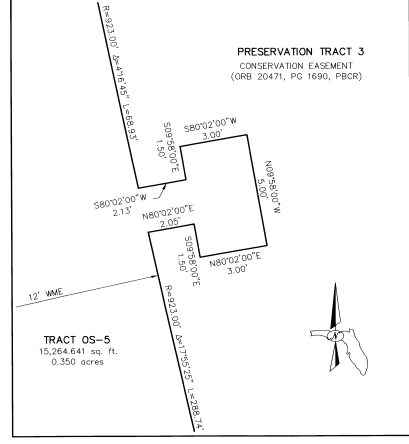 R=923.00' Δ=4°16'45" L=68.93'
PRESERVATION TRACT 3
CONSERVATION EASEMENT
(ORB 20471, PG 1690, PBCR)
S80°02'00"W
3.00'
S09°58'00"E
1.50'
N09°58'00"W
5.00'
S80°02'00"W
2.13'
N80°02'00"E
2.05'
S09°58'00"E
1.50'
N80°02'00"E
3.00'
12' WME
R=923.00' Δ=17°55'25" L=288.74'
TRACT OS-5
15,264.641 sq. ft.
0.350 acres
N